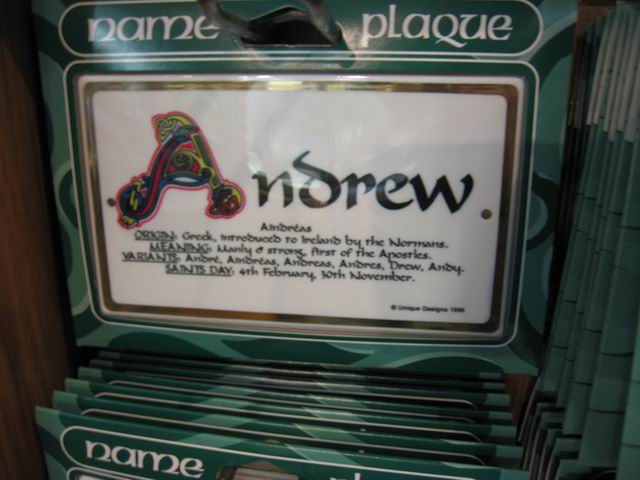 name plaque
Andrew
Aindréas
ORIGIN: Greek, introduced to Ireland by the Normans.
MEANING: Manly & strong, first of the Apostles.
VARIANTS: André, Aindréas, Andreas, Andres, Drew, Andy.
SAINTS DAY: 4th February, 30th November.
© Unique Designs 1998
name